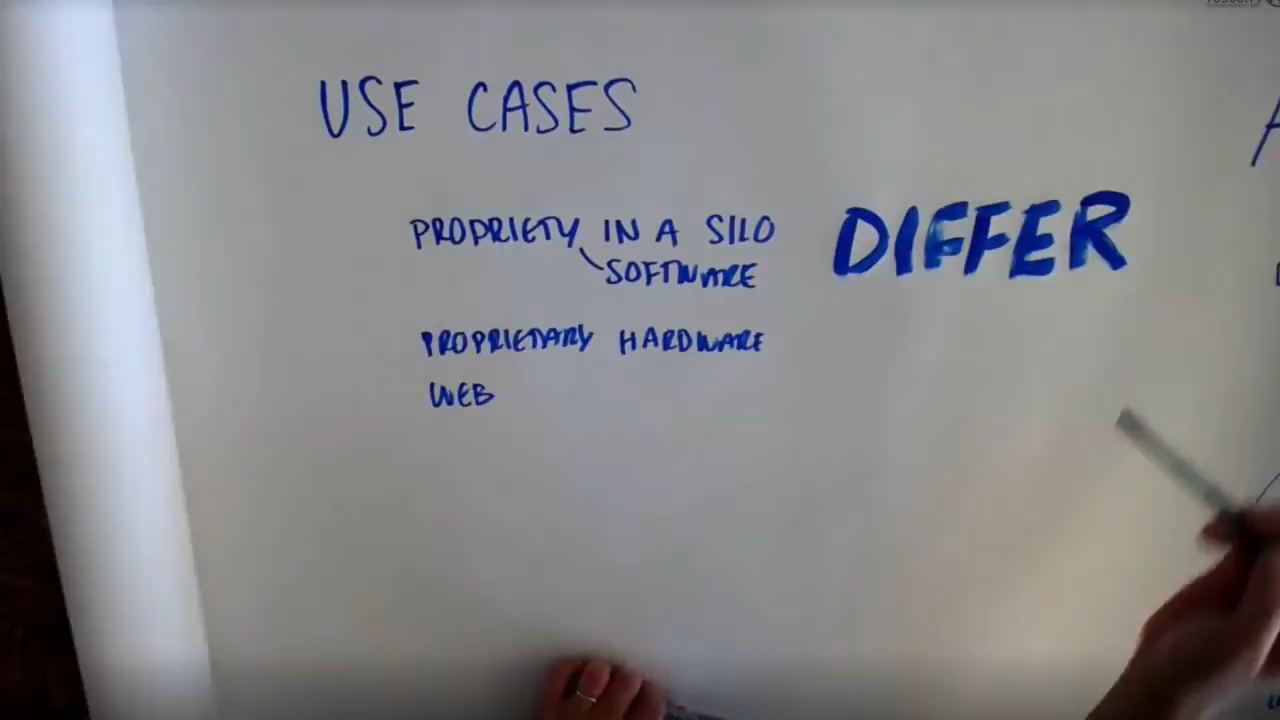 USE CASES
PROPRIETY IN A SILO
SOFTWARE
DIFFER
PROPRIETARY HARDWARE
WEB